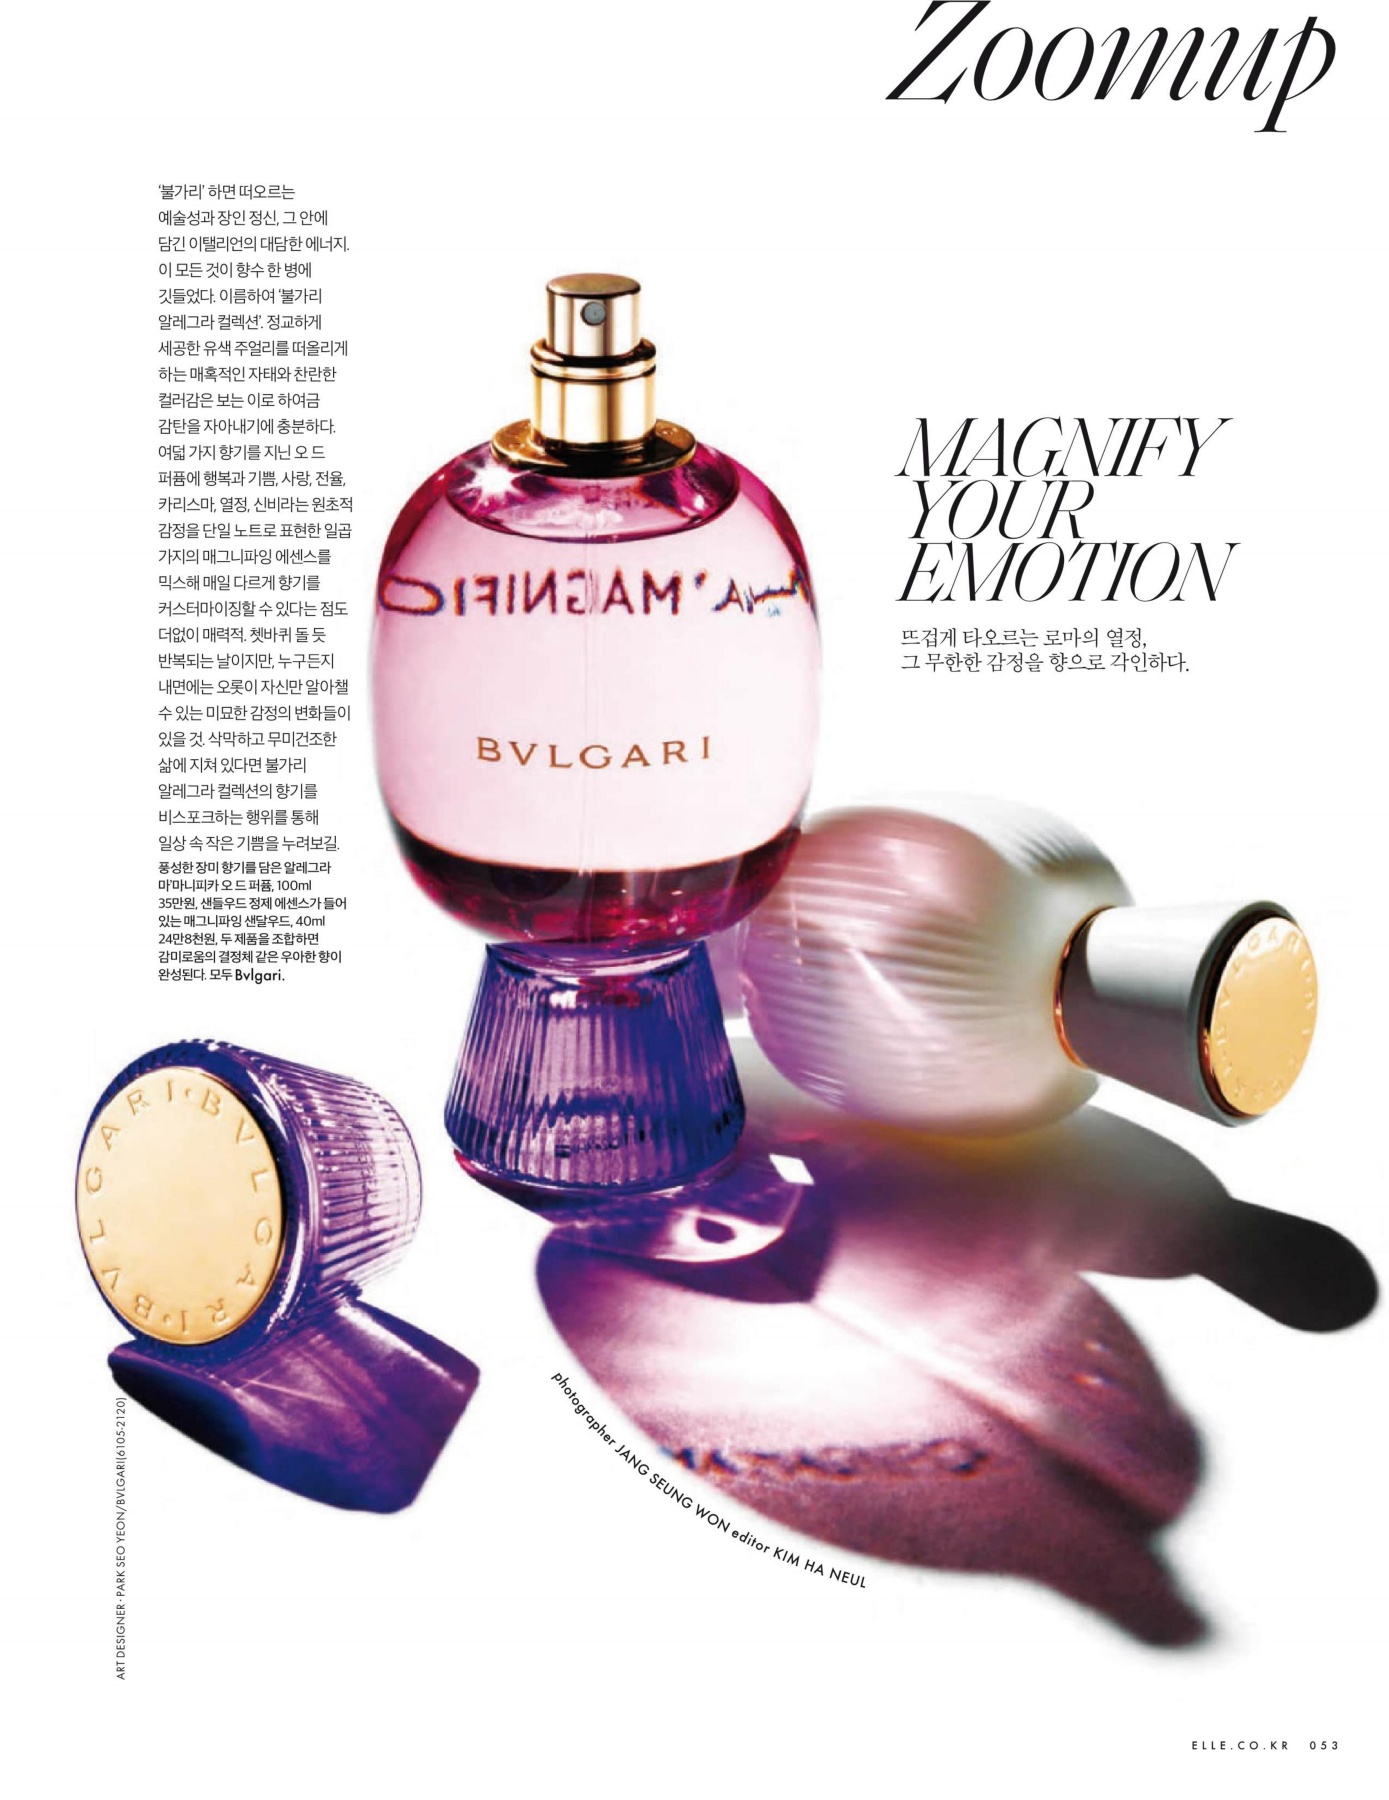 Zoomup
‘불가리’ 하면 떠오르는
예술성과 장인 정신, 그 안에
담긴 이탤리언의 대담한 에너지.
이 모든 것이 향수 한 병에
깃들었다. 이름하여 ‘불가리
알레그라 컬렉션’. 정교하게
세공한 유색 주얼리를 떠올리게
하는 매혹적인 자태와 찬란한
컬러감은 보는 이로 하여금
감탄을 자아내기에 충분하다.
여덟 가지 향기를 지닌 오 드
퍼퓸에 행복과 기쁨, 사랑, 전율,
카리스마, 열정, 신비라는 원초적
감정을 단일 노트로 표현한 일곱
가지의 매그니파잉 에센스를
믹스해 매일 다르게 향기를
커스터마이징할 수 있다는 점도
더없이 매력적. 쳇바퀴 돌 듯
반복되는 날이지만, 누구든지
내면에는 오롯이 자신만 알아챌
수 있는 미묘한 감정의 변화들이
있을 것. 삭막하고 무미건조한
삶에 지쳐 있다면 불가리
알레그라 컬렉션의 향기를
비스포크하는 행위를 통해
일상 속 작은 기쁨을 누려보길.
풍성한 장미 향기를 담은 알레그라
마’마니피카 오 드 퍼퓸, 100ml
35만원, 샌들우드 정제 에센스가 들어
있는 매그니파잉 샌달우드, 40ml
24만8천원, 두 제품을 조합하면
감미로움의 결정체 같은 우아한 향이
완성된다. 모두 Bvlgari.
MAGNIFY
YOUR
EMOTION
뜨겁게 타오르는 로마의 열정,
그 무한한 감정을 향으로 각인하다.
BVLGARI
BVLGARI·BVLGARI·
photographer JANG SEUNG WON editor KIM HA NEUL
ART DESIGNER · PARK SEO YEON/BVLGARI(6105-2120)
ELLE.CO.KR 053